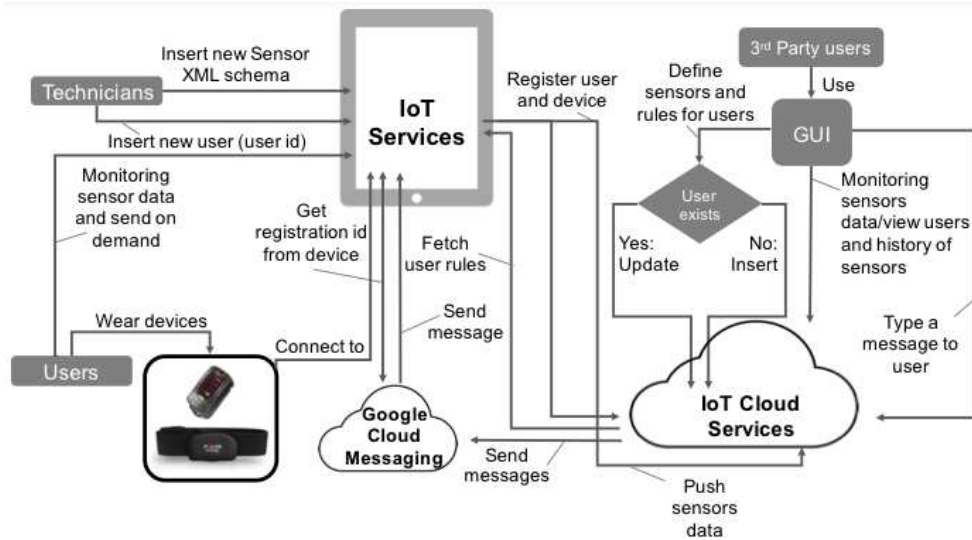 Insert new Sensor
XML schema
Technicians
Insert new user (user id)
Monitoring
sensor data
and send on
demand
IoT
Services
Register user
and device
3rd Party users
Use
Define
sensors and
rules for users
GUI
User
exists
Yes:
Update
No:
Insert
Monitoring
sensors
data/view users
and history of
sensors
Get
registration id
from device
Fetch
user rules
Send
message
Type a
message to
user
Wear devices
Users
Connect to
Google
Cloud
Messaging
Send
messages
IoT Cloud
Services
Push
sensors
data